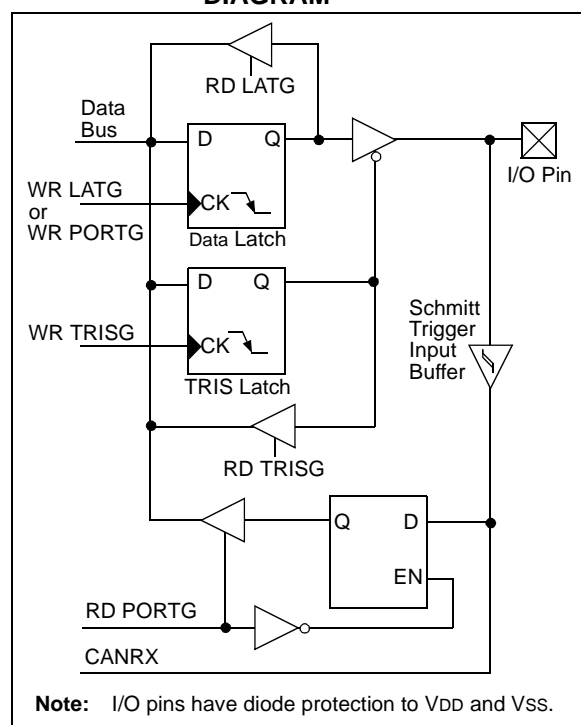 DIAGRAM
RD LATG
Data
Bus
D Q
I/O Pin
WR LATG
or
WR PORTG
CK
Data Latch
D Q
WR TRISG
CK
TRIS Latch
Schmitt
Trigger
Input
Buffer
RD TRISG
Q D
EN
RD PORTG
CANRX
Note: I/O pins have diode protection to VDD and VSS.